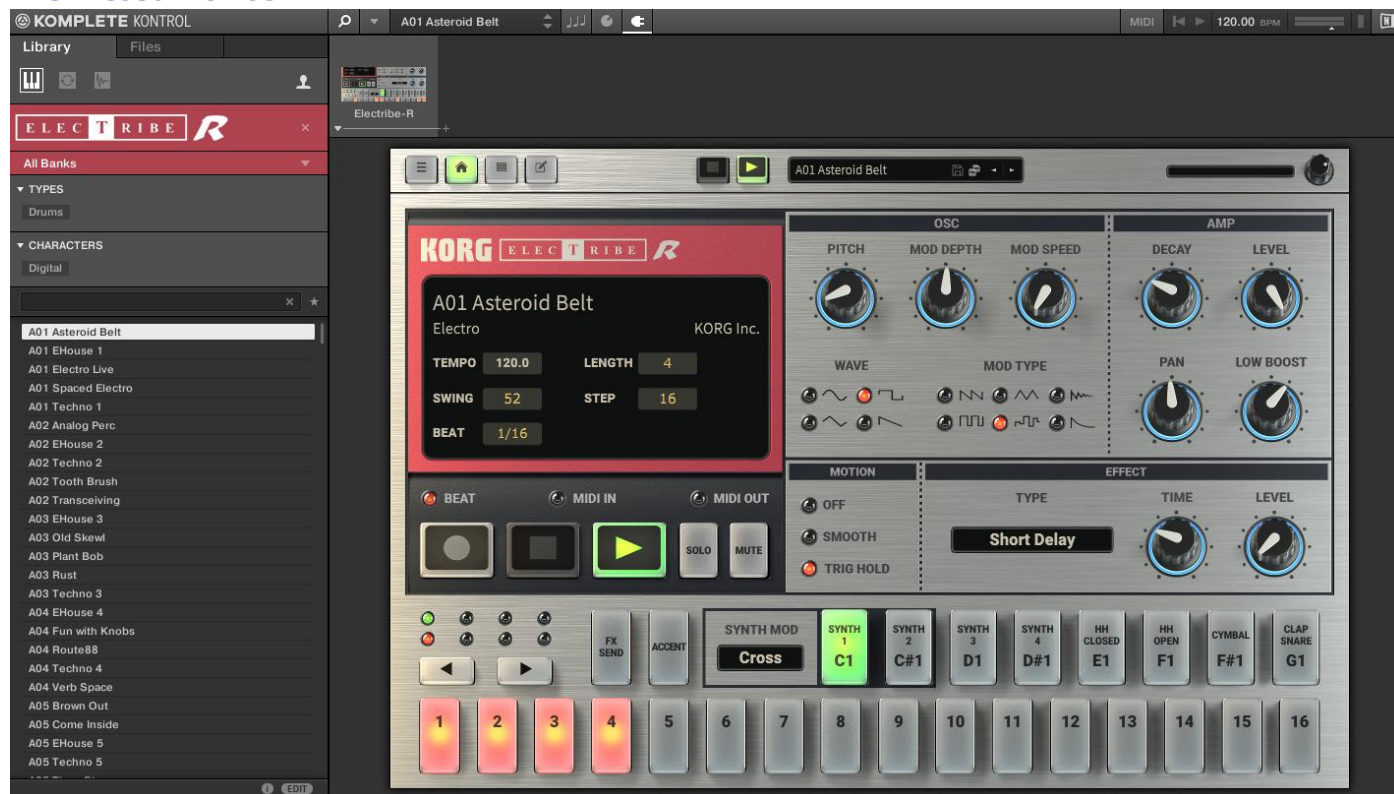 KOMPLETE KONTROL
A01 Asteroid Belt
MIDI
120.00 BPM
Library
Files
ELECTRIBE R
All Banks
TYPES
Drums
CHARACTERS
Digital
A01 Asteroid Belt
A01 EHouse 1
A01 Electro Live
A01 Spaced Electro
A01 Techno 1
A02 Analog Perc
A02 EHouse 2
A02 Techno 2
A02 Tooth Brush
A02 Transceiving
A03 EHouse 3
A03 Old Skewl
A03 Plant Bob
A03 Rust
A03 Techno 3
A04 EHouse 4
A04 Fun with Knobs
A04 Route88
A04 Techno 4
A04 Verb Space
A05 Brown Out
A05 Come Inside
A05 EHouse 5
A05 Techno 5
EDIT
Electribe-R
A01 Asteroid Belt
KORG ELECTRIBE R
A01 Asteroid Belt
Electro KORG Inc.
TEMPO 120.0 LENGTH 4
SWING 52 STEP 16
BEAT 1/16
BEAT MIDI IN MIDI OUT
SOLO MUTE
OSC
PITCH MOD DEPTH MOD SPEED
WAVE MOD TYPE
AMP
DECAY LEVEL
PAN LOW BOOST
MOTION
OFF
SMOOTH
TRIG HOLD
EFFECT
TYPE TIME LEVEL
Short Delay
FX SEND
ACCENT
SYNTH MOD
Cross
SYNTH 1 C1
SYNTH 2 C#1
SYNTH 3 D1
SYNTH 4 D#1
HH CLOSED E1
HH OPEN F1
CYMBAL F#1
CLAP SNARE G1
1 2 3 4 5 6 7 8 9 10 11 12 13 14 15 16